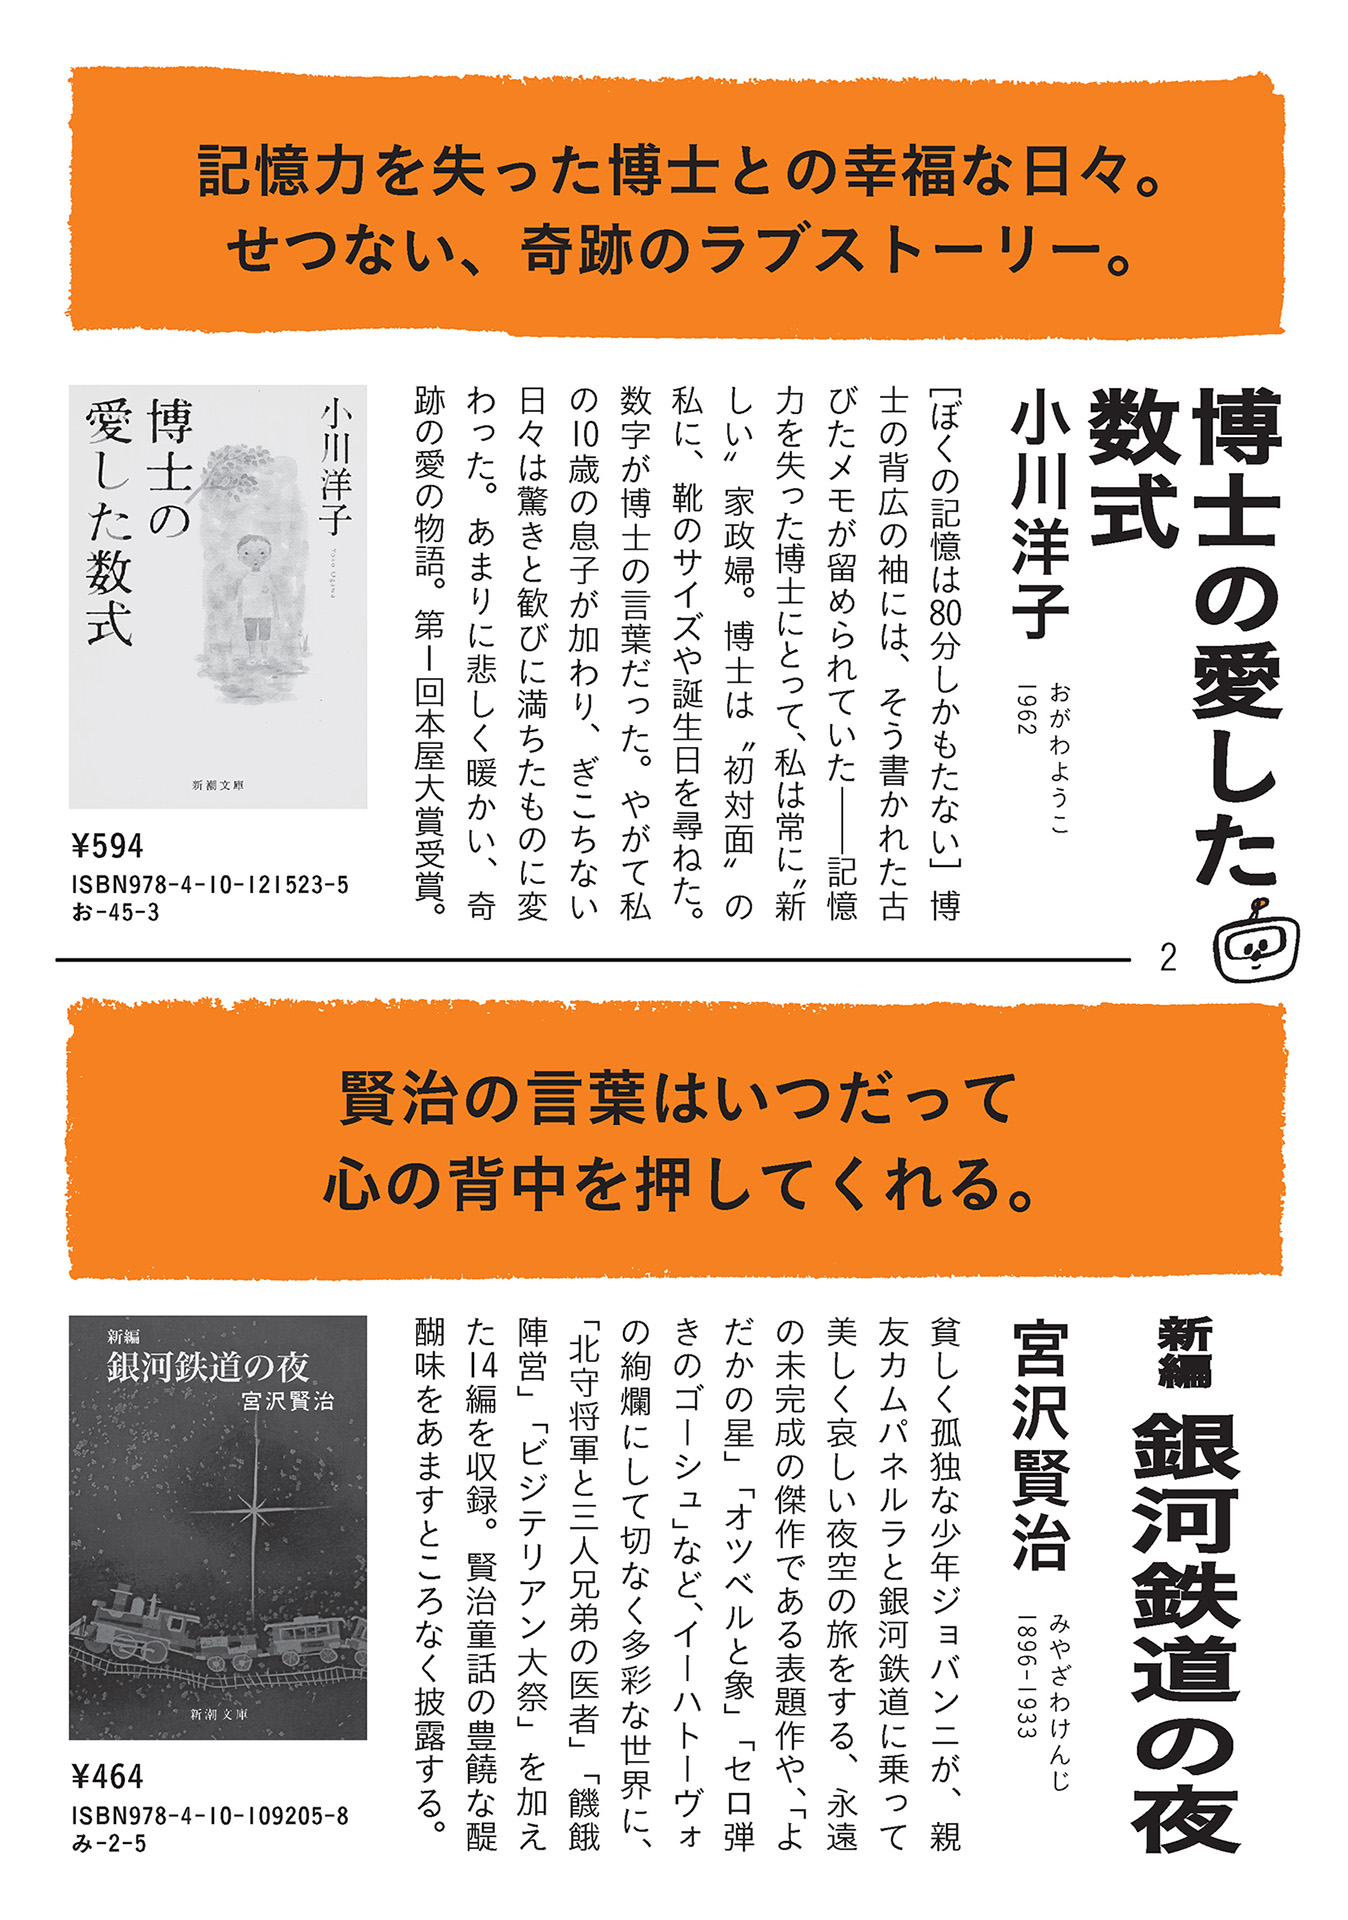 記憶力を失った博士との幸福な日々。
せつない、奇跡のラブストーリー。
博士の愛した
数式
小川洋子
おがわようこ
1962
[ぼくの記憶は80分しかもたない]博
士の背広の袖には、そう書かれた古
びたメモが留められていた――記憶
力を失った博士にとって、私は常に〝新
しい〟家政婦。博士は〝初対面〟の
私に、靴のサイズや誕生日を尋ねた。
数字が博士の言葉だった。やがて私
の10歳の息子が加わり、ぎこちない
日々は驚きと歓びに満ちたものに変
わった。あまりに悲しく暖かい、奇
跡の愛の物語。第一回本屋大賞受賞。
小川洋子
Yoko Ogawa
博士の
愛した数式
新潮文庫
¥594
ISBN978-4-10-121523-5
お-45-3
2
賢治の言葉はいつだって
心の背中を押してくれる。
新編 銀河鉄道の夜
宮沢賢治
みやざわけんじ
1896-1933
貧しく孤独な少年ジョバンニが、親
友カムパネルラと銀河鉄道に乗って
美しく哀しい夜空の旅をする、永遠
の未完成の傑作である表題作や、「よ
だかの星」「オツベルと象」「セロ弾
きのゴーシュ」など、イーハトーヴォ
の絢爛にして切なく多彩な世界に、
「北守将軍と三人兄弟の医者」「饑餓
陣営」「ビジテリアン大祭」を加え
た14編を収録。賢治童話の豊饒な醍
醐味をあますところなく披露する。
新編
銀河鉄道の夜
宮沢賢治
新潮文庫
¥464
ISBN978-4-10-109205-8
み-2-5